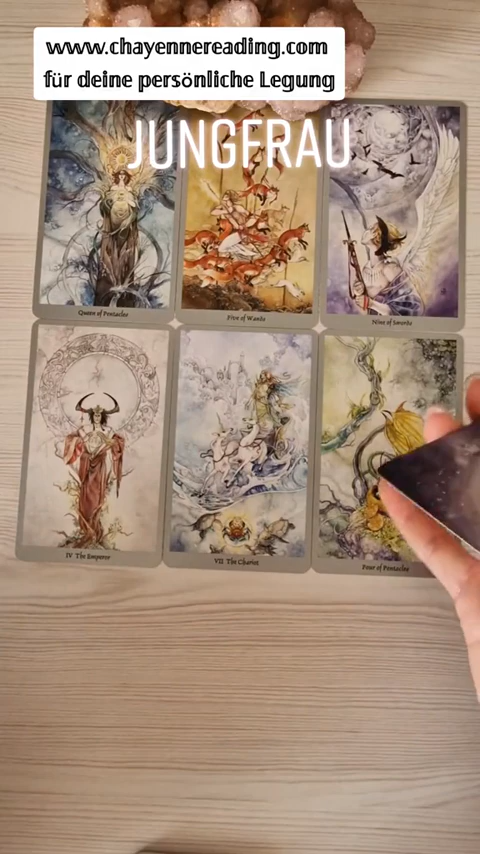 www.chayennereading.com
für deine persönliche Legung
JUNGFRAU
Queen of Pentacles
Five of Wands
Nine of Swords
IV The Emperor
VII The Chariot
Four of Pentacles